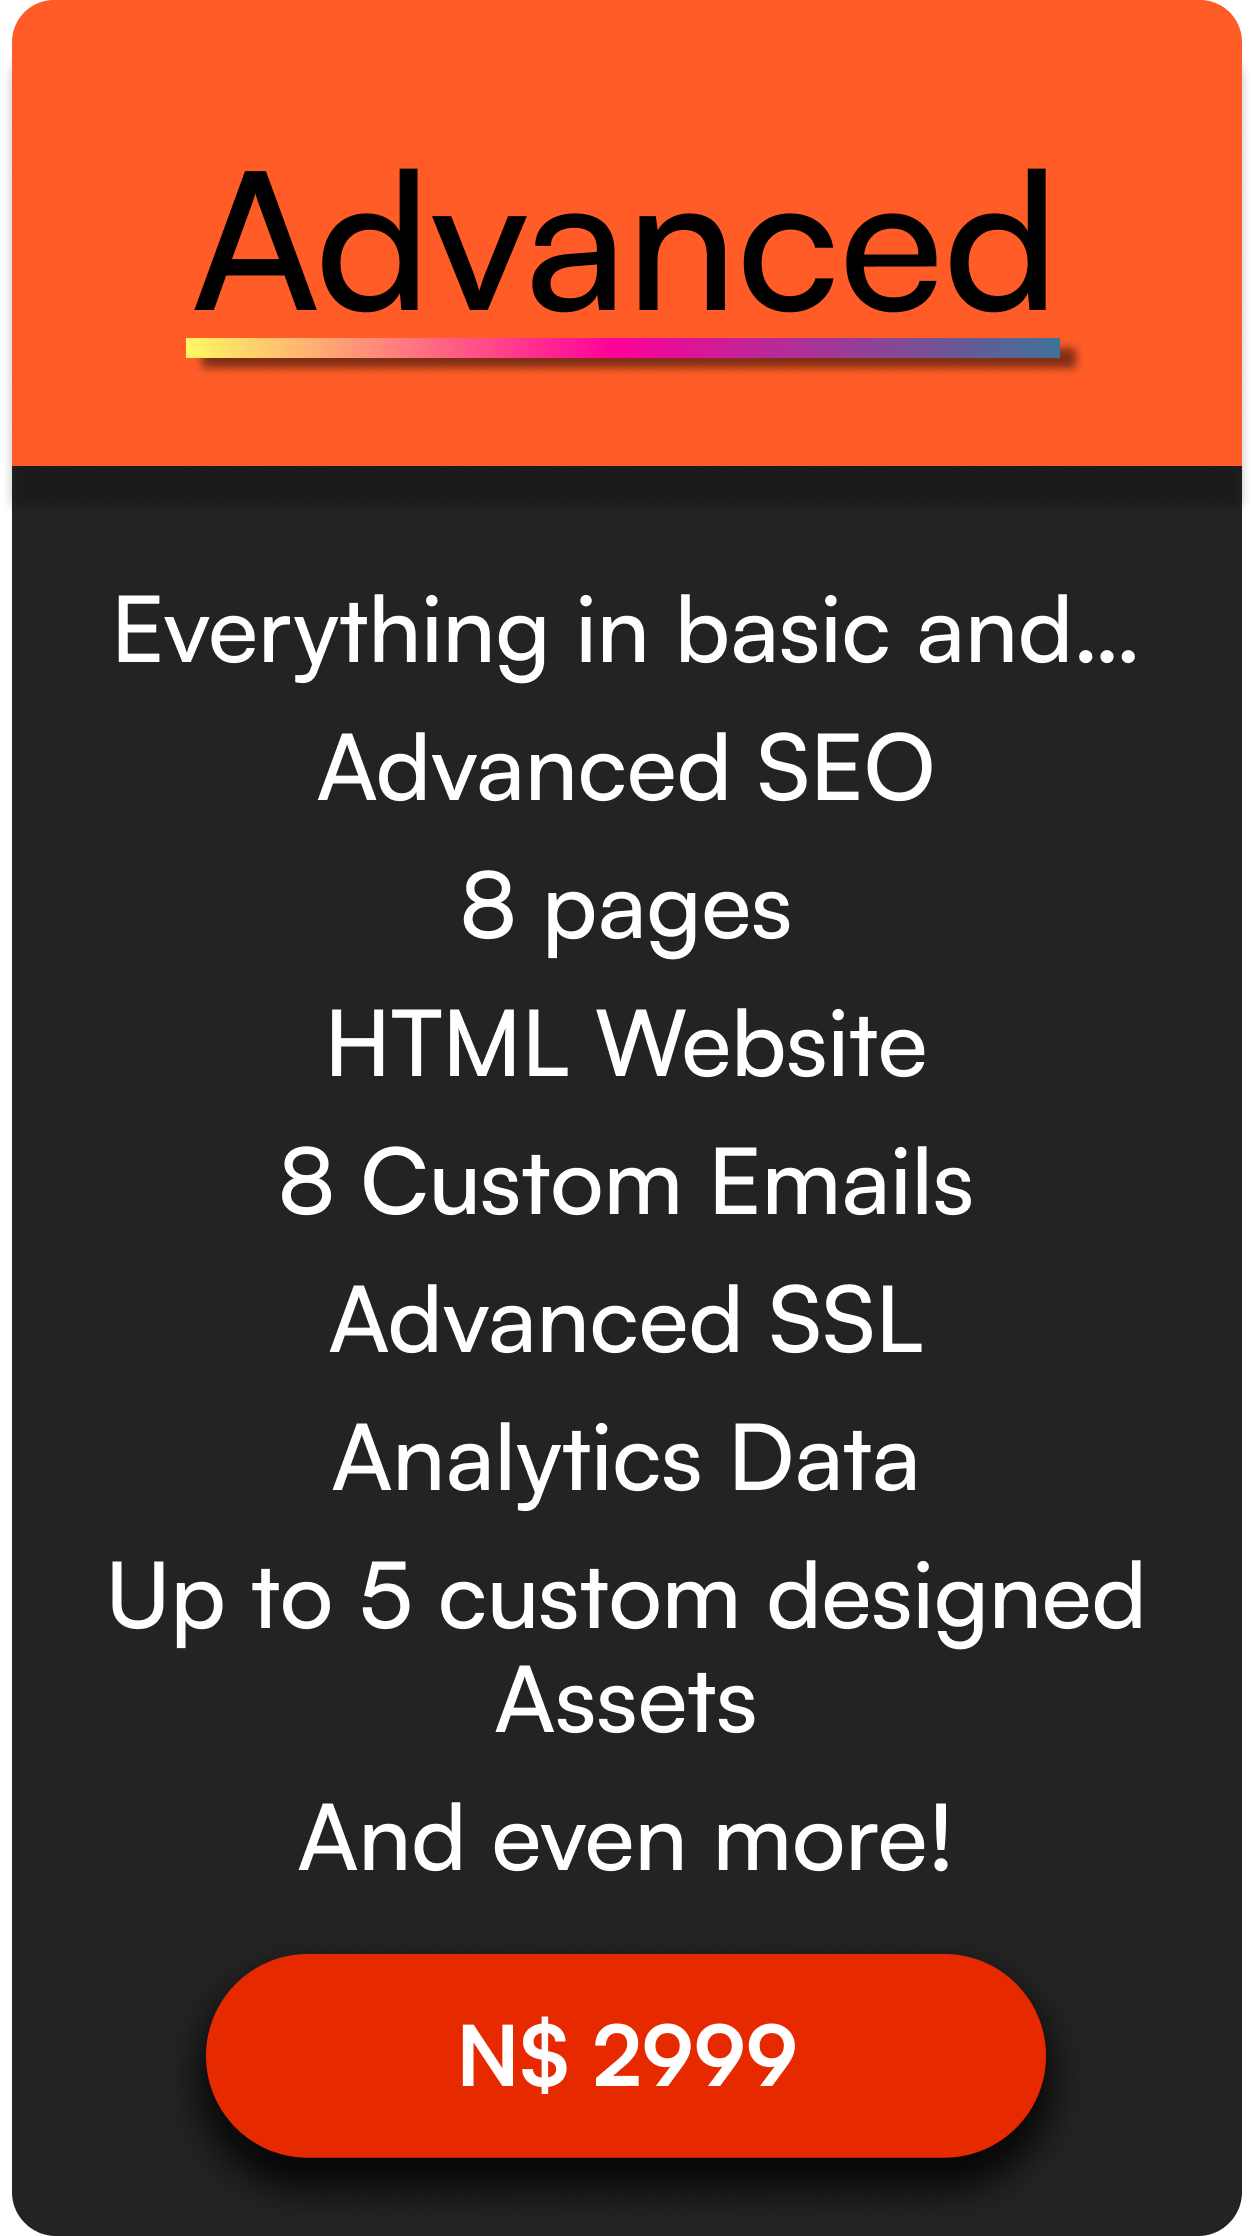 Advanced
Everything in basic and...
Advanced SEO
8 pages
HTML Website
8 Custom Emails
Advanced SSL
Analytics Data
Up to 5 custom designed
Assets
And even more!
N$ 2999